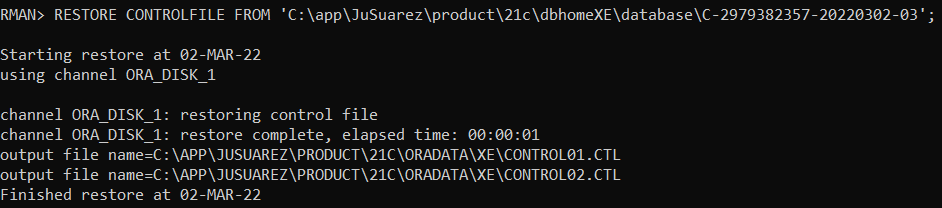 RMAN> RESTORE CONTROLFILE FROM 'C:\app\JuSuarez\product\21c\dbhomeXE\database\C-2979382357-20220302-03';
Starting restore at 02-MAR-22
using channel ORA_DISK_1
channel ORA_DISK_1: restoring control file
channel ORA_DISK_1: restore complete, elapsed time: 00:00:01
output file name=C:\APP\JUSUAREZ\PRODUCT\21C\ORADATA\XE\CONTROL01.CTL
output file name=C:\APP\JUSUAREZ\PRODUCT\21C\ORADATA\XE\CONTROL02.CTL
Finished restore at 02-MAR-22